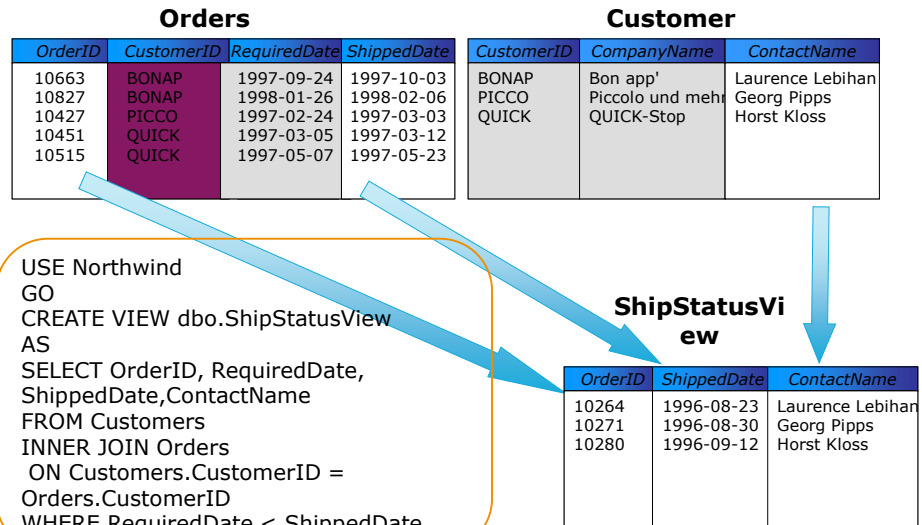 Orders
Customer
OrderID CustomerID RequiredDate ShippedDate
10663 BONAP 1997-09-24 1997-10-03
10827 BONAP 1998-01-26 1998-02-06
10427 PICCO 1997-02-24 1997-03-03
10451 QUICK 1997-03-05 1997-03-12
10515 QUICK 1997-05-07 1997-05-23
CustomerID CompanyName ContactName
BONAP Bon app' Laurence Lebihan
PICCO Piccolo und mehr Georg Pipps
QUICK QUICK-Stop Horst Kloss
USE Northwind
GO
CREATE VIEW dbo.ShipStatusView
AS
SELECT OrderID, RequiredDate,
ShippedDate,ContactName
FROM Customers
INNER JOIN Orders
ON Customers.CustomerID =
Orders.CustomerID
WHERE RequiredDate < ShippedDate
ShipStatusVi
ew
OrderID ShippedDate ContactName
10264 1996-08-23 Laurence Lebihan
10271 1996-08-30 Georg Pipps
10280 1996-09-12 Horst Kloss